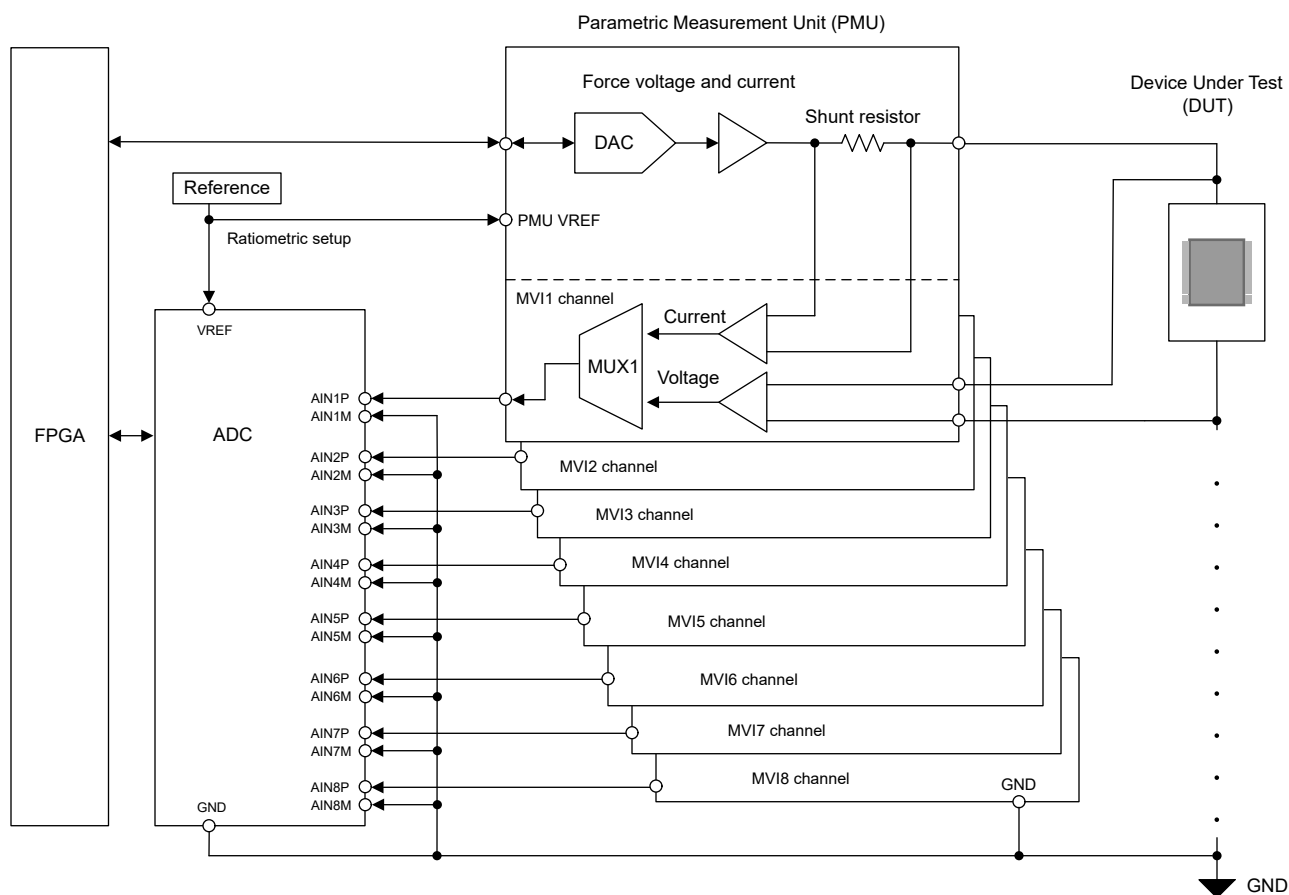 Parametric Measurement Unit (PMU)
Force voltage and current
Device Under Test
(DUT)
Shunt resistor
DAC
Reference
PMU VREF
Ratiometric setup
MVI1 channel
VREF
Current
MUX1
Voltage
AIN1P
AIN1M
FPGA
ADC
AIN2P
AIN2M
MVI2 channel
AIN3P
AIN3M
MVI3 channel
AIN4P
AIN4M
MVI4 channel
AIN5P
AIN5M
MVI5 channel
AIN6P
AIN6M
MVI6 channel
AIN7P
AIN7M
MVI7 channel
AIN8P
AIN8M
MVI8 channel
GND
GND
GND